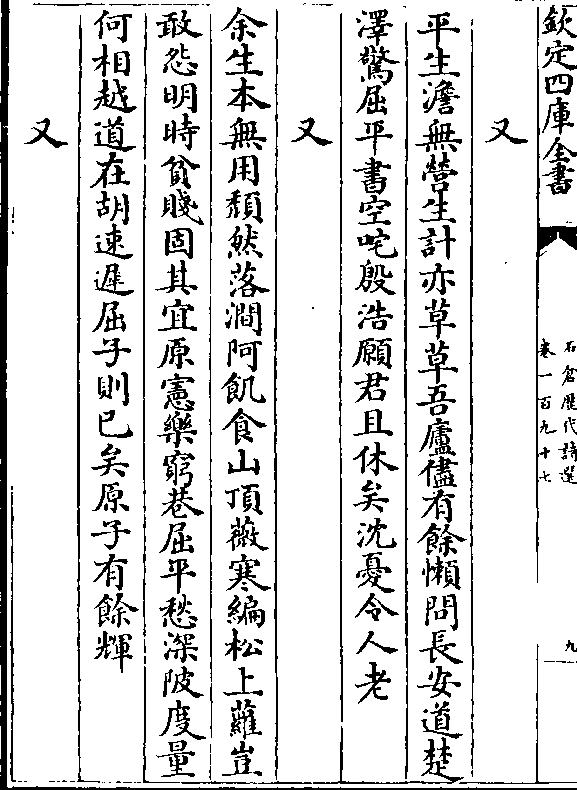 欽定四庫全書
石倉歷代詩選
卷一百九十七
九
又
平生澹無營生計亦草草吾廬儘有餘懶問長安道楚
澤驚屈平書空咤殷浩願君且休矣沈憂令人老
又
余生本無用頽然落澗阿飢食山頂薇寒編松上蘿豈
敢怨明時貧賤固其宜原憲樂窮巷屈平愁深陂度量
何相越道在胡速遲屈子則已矣原子有餘輝
又